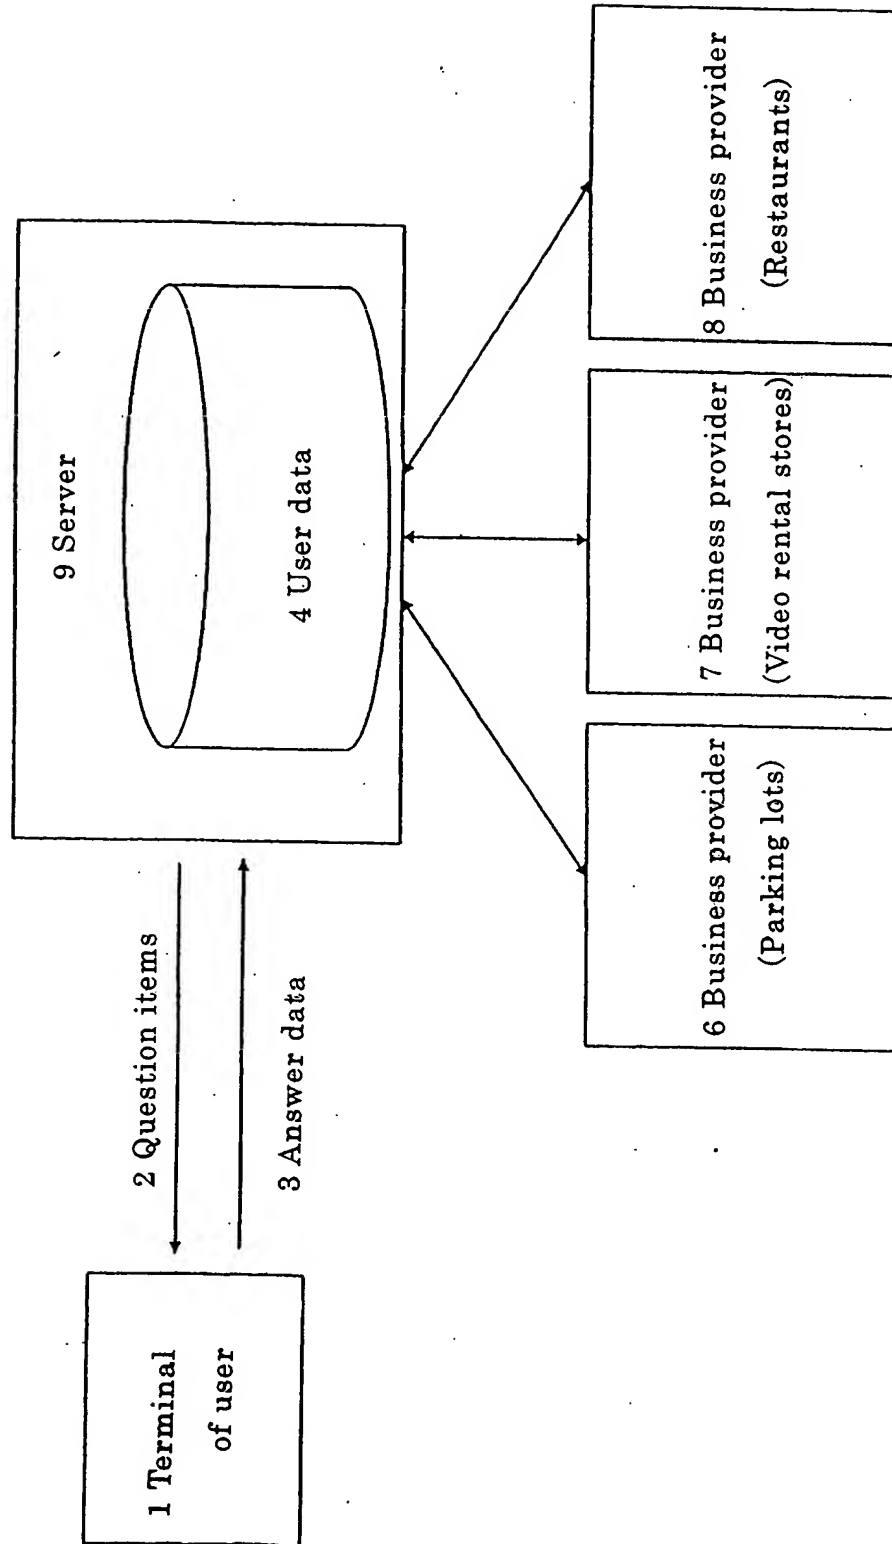 1 Terminal
of user
2 Question items
3 Answer data
9 Server
4 User data
6 Business provider
(Parking lots)
7 Business provider
(Video rental stores)
8 Business provider
(Restaurants)